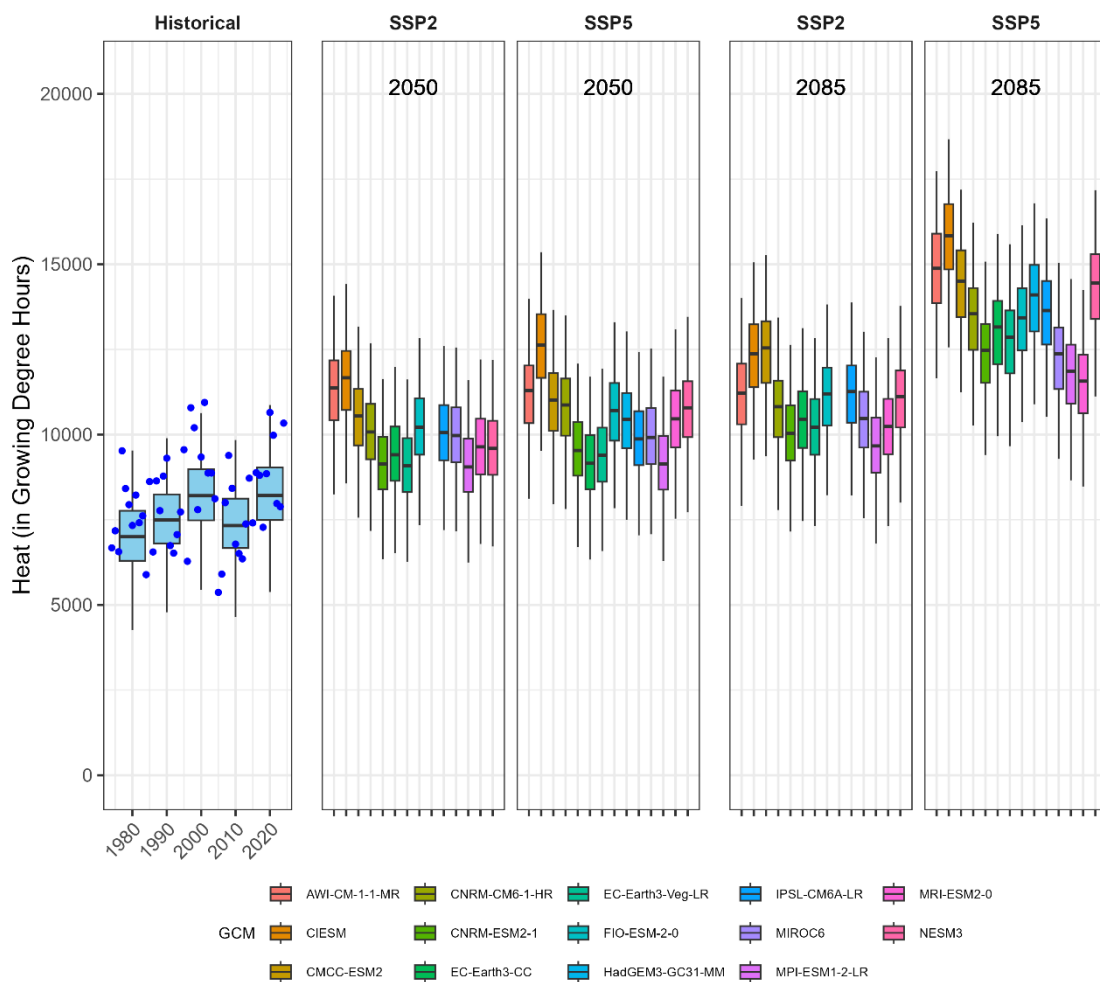 Historical SSP2 SSP5 SSP2 SSP5
2050 2050 2085 2085
20000
15000
10000
5000
0
Heat (in Growing Degree Hours)
1980 1990 2000 2010 2020
AWI-CM-1-1-MR CNRM-CM6-1-HR EC-Earth3-Veg-LR IPSL-CM6A-LR MRI-ESM2-0
GCM CIESM CNRM-ESM2-1 FIO-ESM-2-0 MIROC6 NESM3
CMCC-ESM2 EC-Earth3-CC HadGEM3-GC31-MM MPI-ESM1-2-LR